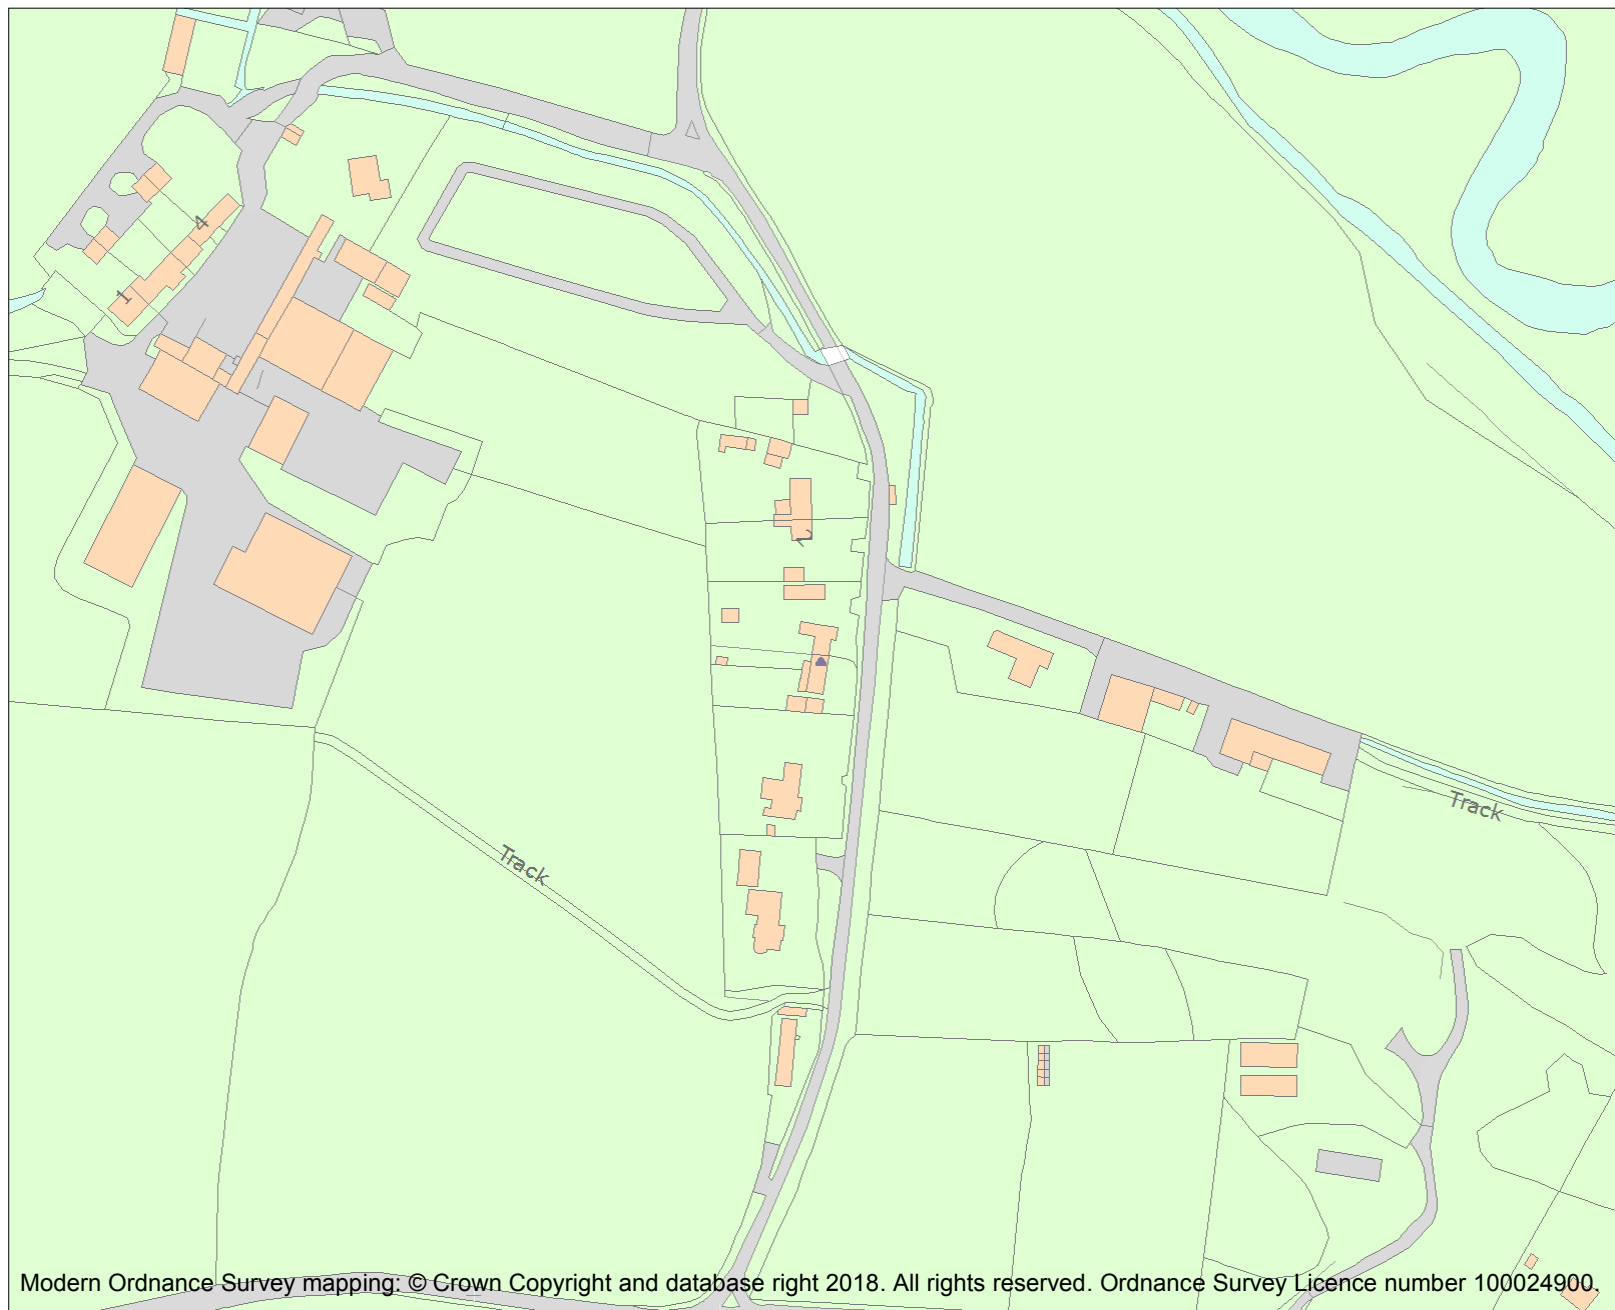 4
1
2
Track
Track
Modern Ordnance Survey mapping: © Crown Copyright and database right 2018. All rights reserved. Ordnance Survey Licence number 100024900.